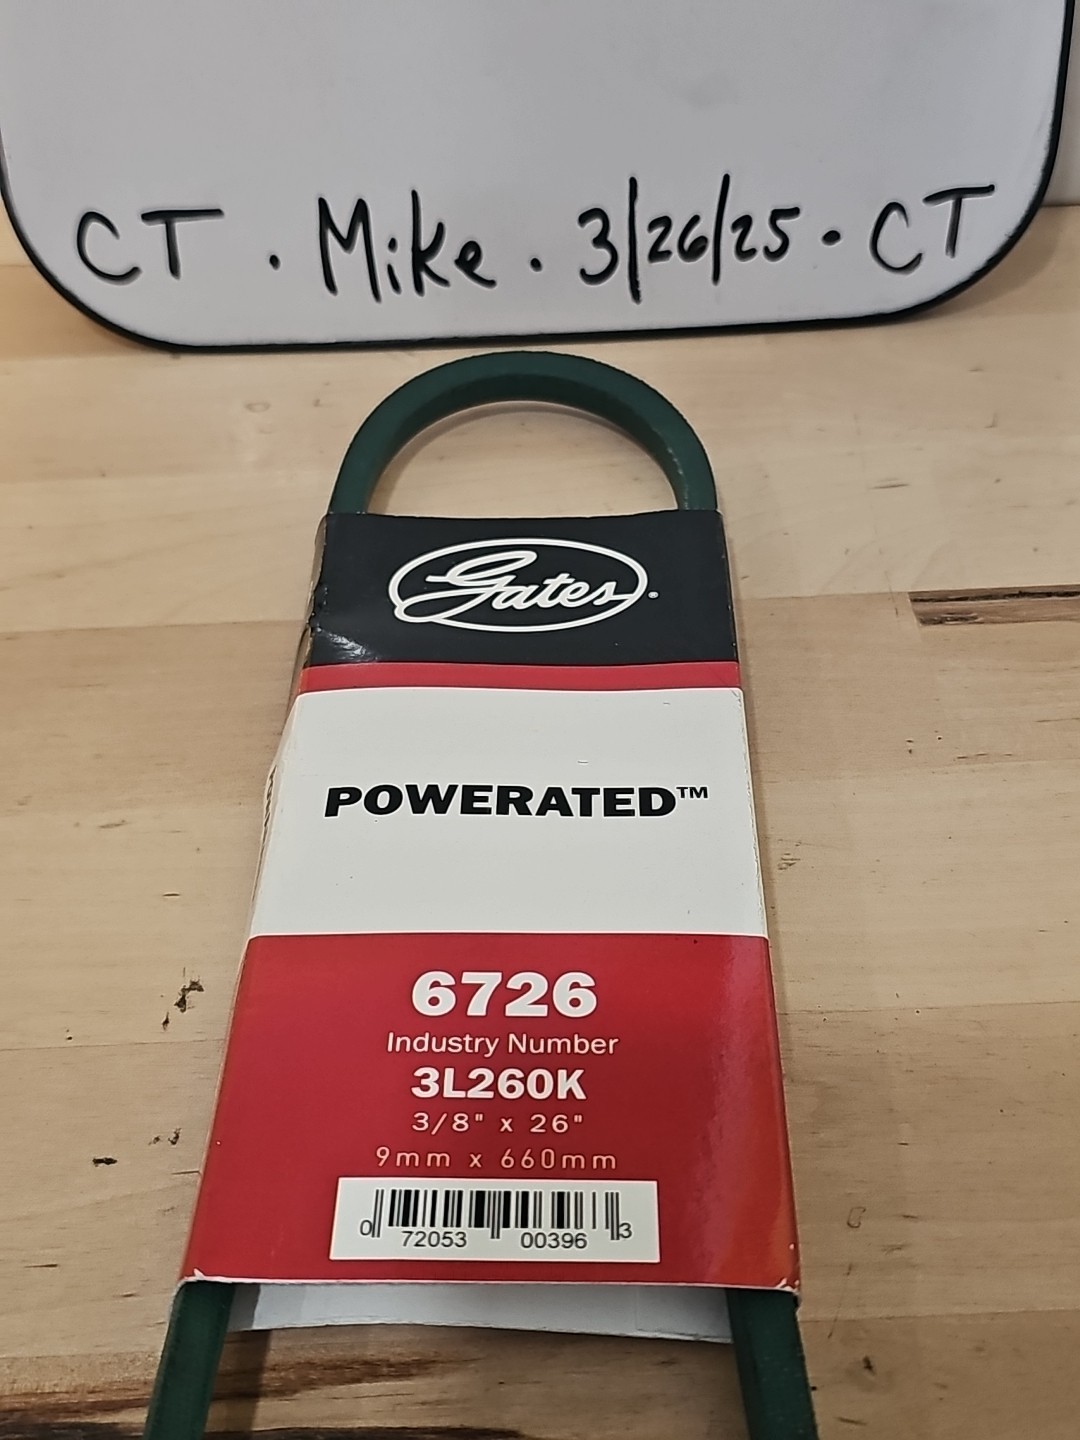 CT · Mike · 3/26/25 · CT
Gates®
POWERATED™
6726
Industry Number
3L260K
3/8" x 26"
9mm x 660mm
0 72053 00396 3